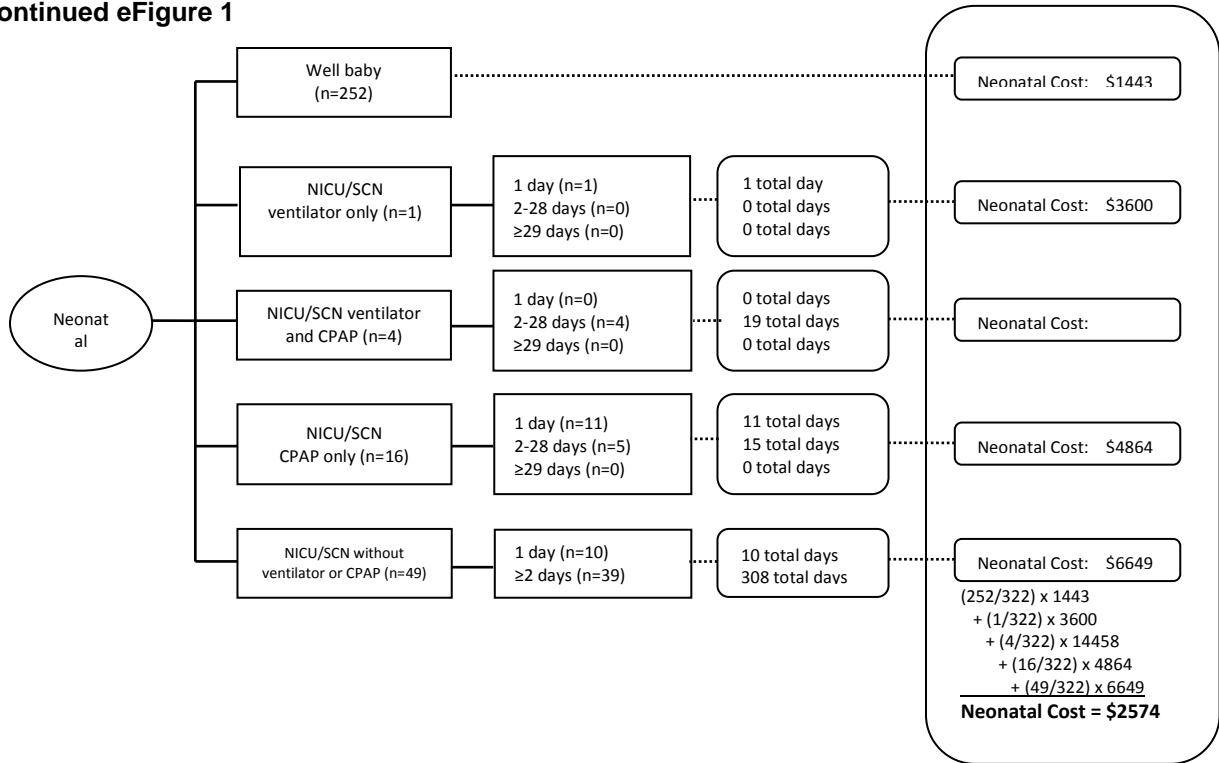 ontinued eFigure 1
Well baby
(n=252)
Neonatal Cost: $1443
NICU/SCN
ventilator only (n=1)
1 day (n=1)
2-28 days (n=0)
≥29 days (n=0)
1 total day
0 total days
0 total days
Neonatal Cost: $3600
Neonat
al
NICU/SCN ventilator
and CPAP (n=4)
1 day (n=0)
2-28 days (n=4)
≥29 days (n=0)
0 total days
19 total days
0 total days
Neonatal Cost:
NICU/SCN
CPAP only (n=16)
1 day (n=11)
2-28 days (n=5)
≥29 days (n=0)
11 total days
15 total days
0 total days
Neonatal Cost: $4864
NICU/SCN without
ventilator or CPAP (n=49)
1 day (n=10)
≥2 days (n=39)
10 total days
308 total days
Neonatal Cost: $6649
(252/322) x 1443
+ (1/322) x 3600
+ (4/322) x 14458
+ (16/322) x 4864
+ (49/322) x 6649
Neonatal Cost = $2574